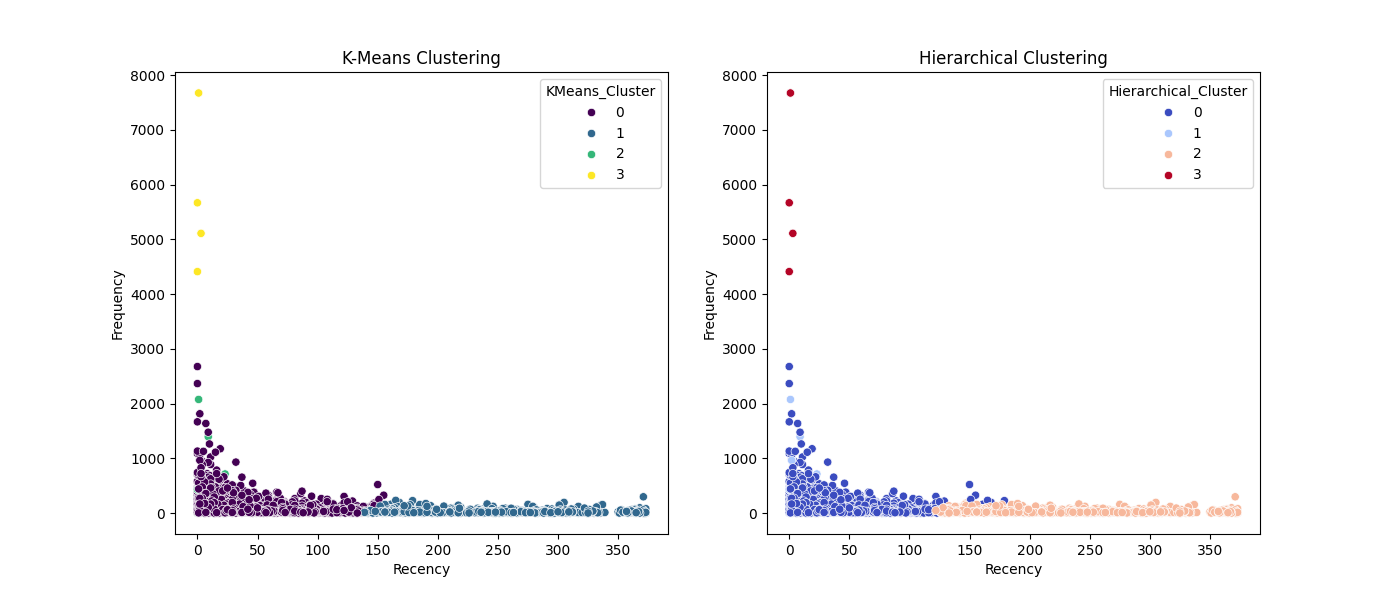 K-Means Clustering
8000
7000
6000
5000
4000
3000
2000
1000
0
Frequency
0 50 100 150 200 250 300 350
Recency
KMeans_Cluster
0
1
2
3
Hierarchical Clustering
8000
7000
6000
5000
4000
3000
2000
1000
0
Frequency
0 50 100 150 200 250 300 350
Recency
Hierarchical_Cluster
0
1
2
3